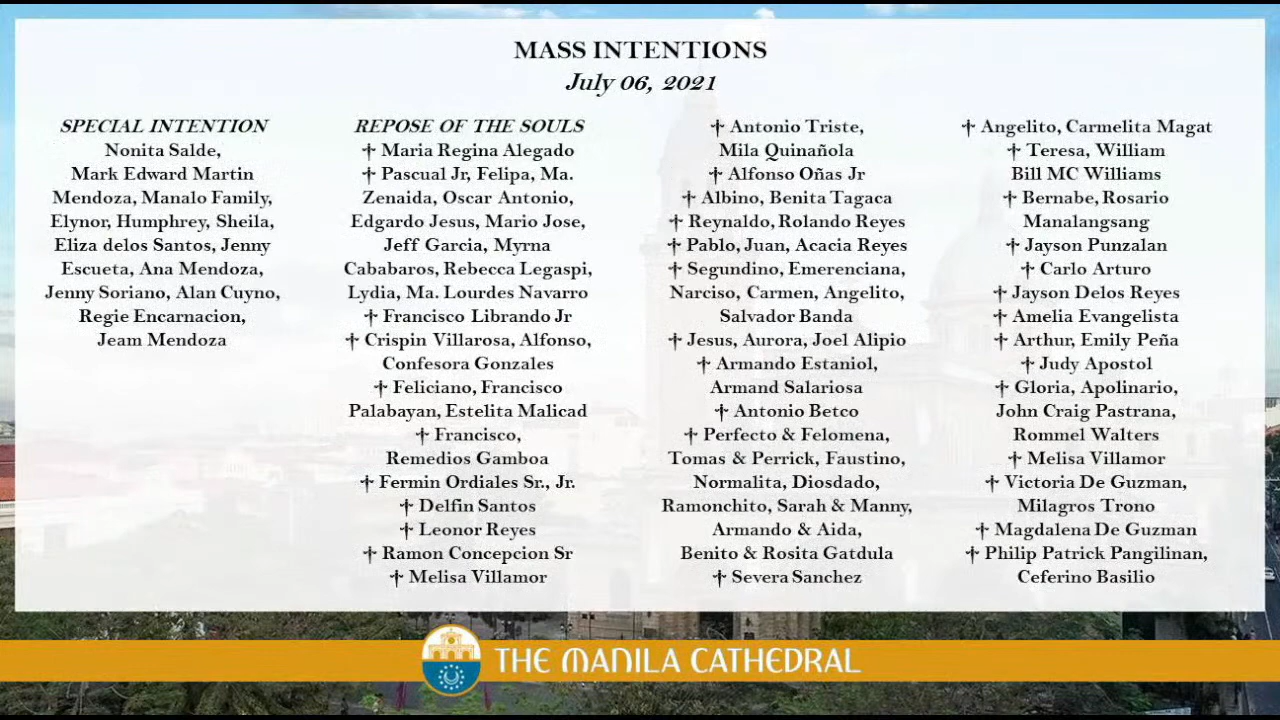 MASS INTENTIONS
July 06, 2021
SPECIAL INTENTION
Nonita Salde,
Mark Edward Martin
Mendoza, Manalo Family,
Elynor, Humphrey, Sheila,
Eliza delos Santos, Jenny
Escueta, Ana Mendoza,
Jenny Soriano, Alan Cuyno,
Regie Encarnacion,
Jeam Mendoza
REPOSE OF THE SOULS
✝ Maria Regina Alegado
✝ Pascual Jr, Felipa, Ma.
Zenaida, Oscar Antonio,
Edgardo Jesus, Mario Jose,
Jeff Garcia, Myrna
Cababaros, Rebecca Legaspi,
Lydia, Ma. Lourdes Navarro
✝ Francisco Librando Jr
✝ Crispin Villarosa, Alfonso,
Confesora Gonzales
✝ Feliciano, Francisco
Palabayan, Estelita Malicad
✝ Francisco,
Remedios Gamboa
✝ Fermin Ordiales Sr., Jr.
✝ Delfin Santos
✝ Leonor Reyes
✝ Ramon Concepcion Sr
✝ Melisa Villamor
✝ Antonio Triste,
Mila Quinañola
✝ Alfonso Oñas Jr
✝ Albino, Benita Tagaca
✝ Reynaldo, Rolando Reyes
✝ Pablo, Juan, Acacia Reyes
✝ Segundino, Emerenciana,
Narciso, Carmen, Angelito,
Salvador Banda
✝ Jesus, Aurora, Joel Alipio
✝ Armando Estaniol,
Armand Salariosa
✝ Antonio Betco
✝ Perfecto & Felomena,
Tomas & Perrick, Faustino,
Normalita, Diosdado,
Ramonchito, Sarah & Manny,
Armando & Aida,
Benito & Rosita Gatdula
✝ Severa Sanchez
✝ Angelito, Carmelita Magat
✝ Teresa, William
Bill MC Williams
✝ Bernabe, Rosario
Manalangsang
✝ Jayson Punzalan
✝ Carlo Arturo
✝ Jayson Delos Reyes
✝ Amelia Evangelista
✝ Arthur, Emily Peña
✝ Judy Apostol
✝ Gloria, Apolinario,
John Craig Pastrana,
Rommel Walters
✝ Melisa Villamor
✝ Victoria De Guzman,
Milagros Trono
✝ Magdalena De Guzman
✝ Philip Patrick Pangilinan,
Ceferino Basilio
THE MANILA CATHEDRAL